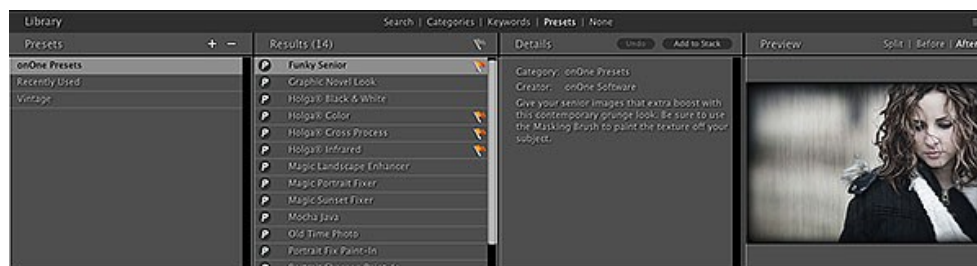 Library
Search | Categories | Keywords | Presets | None
Presets + −
onOne Presets
Recently Used
Vintage
Results (14)
P Funky Senior
P Graphic Novel Look
P Holga® Black & White
P Holga® Color
P Holga® Cross Process
P Holga® Infrared
P Magic Landscape Enhancer
P Magic Portrait Fixer
P Magic Sunset Fixer
P Mocha Java
P Old Time Photo
P Portrait Fix Paint-In
Details Undo Add to Stack
Category: onOne Presets
Creator: onOne Software
Give your senior images that extra boost with
this contemporary grunge look. Be sure to use
the Masking Brush to paint the texture off your
subject.
Preview Split | Before | After